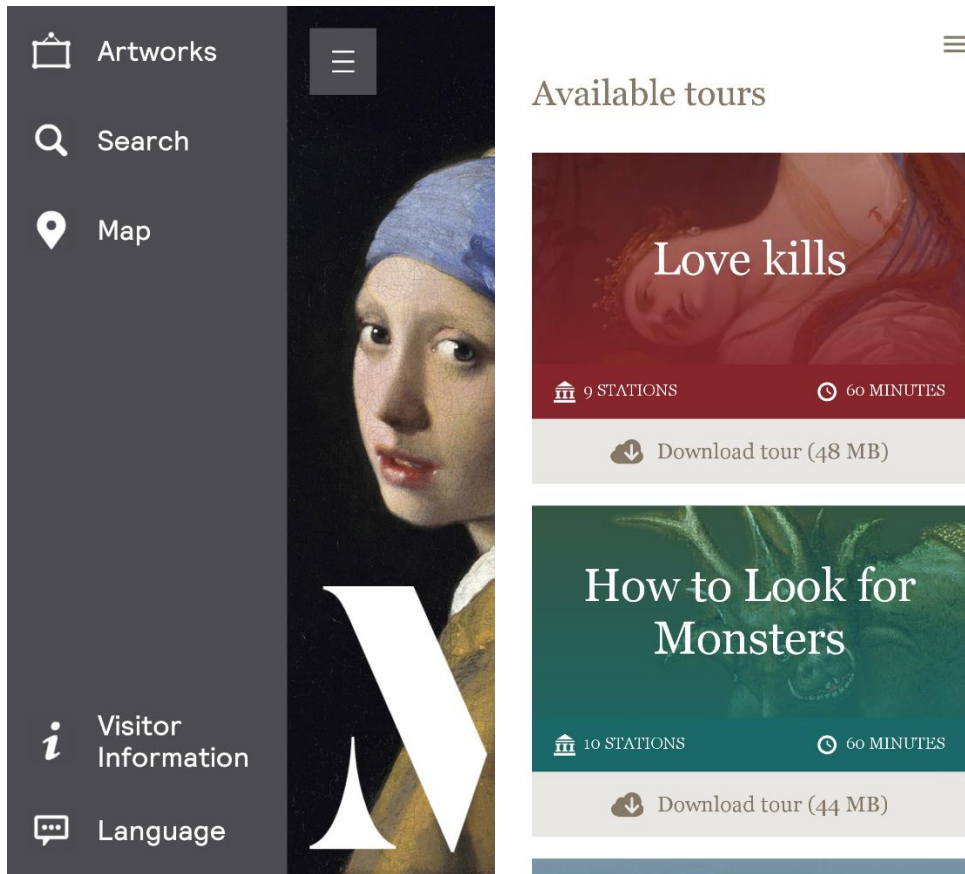 Artworks
Search
Map
Visitor
Information
Language
M
Available tours
Love kills
9 STATIONS
60 MINUTES
Download tour (48 MB)
How to Look for
Monsters
10 STATIONS
60 MINUTES
Download tour (44 MB)